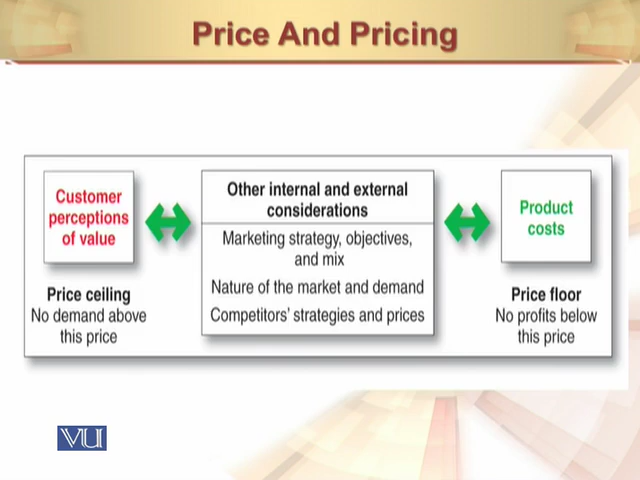 Price And Pricing
Customer
perceptions
of value
Price ceiling
No demand above
this price
Other internal and external
considerations
Marketing strategy, objectives,
and mix
Nature of the market and demand
Competitors' strategies and prices
Product
costs
Price floor
No profits below
this price
VU